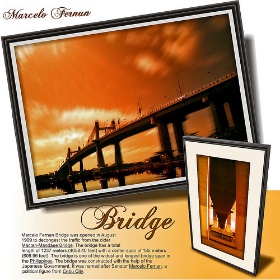 Marcelo Fernan
Bridge
Marcelo Fernan Bridge was opened in August
1999 to decongest the traffic from the older
Mactan-Mandaue Bridge. The bridge has a total
length of 1237 meters with a center span of 185 meters
(606.96 feet). The bridge is one of the widest and longest bridge span in
the Philippines. The bridge was constructed with the help of the
Japanese Government. It was named after Senator Marcelo Fernan, a
political figure from Cebu City.